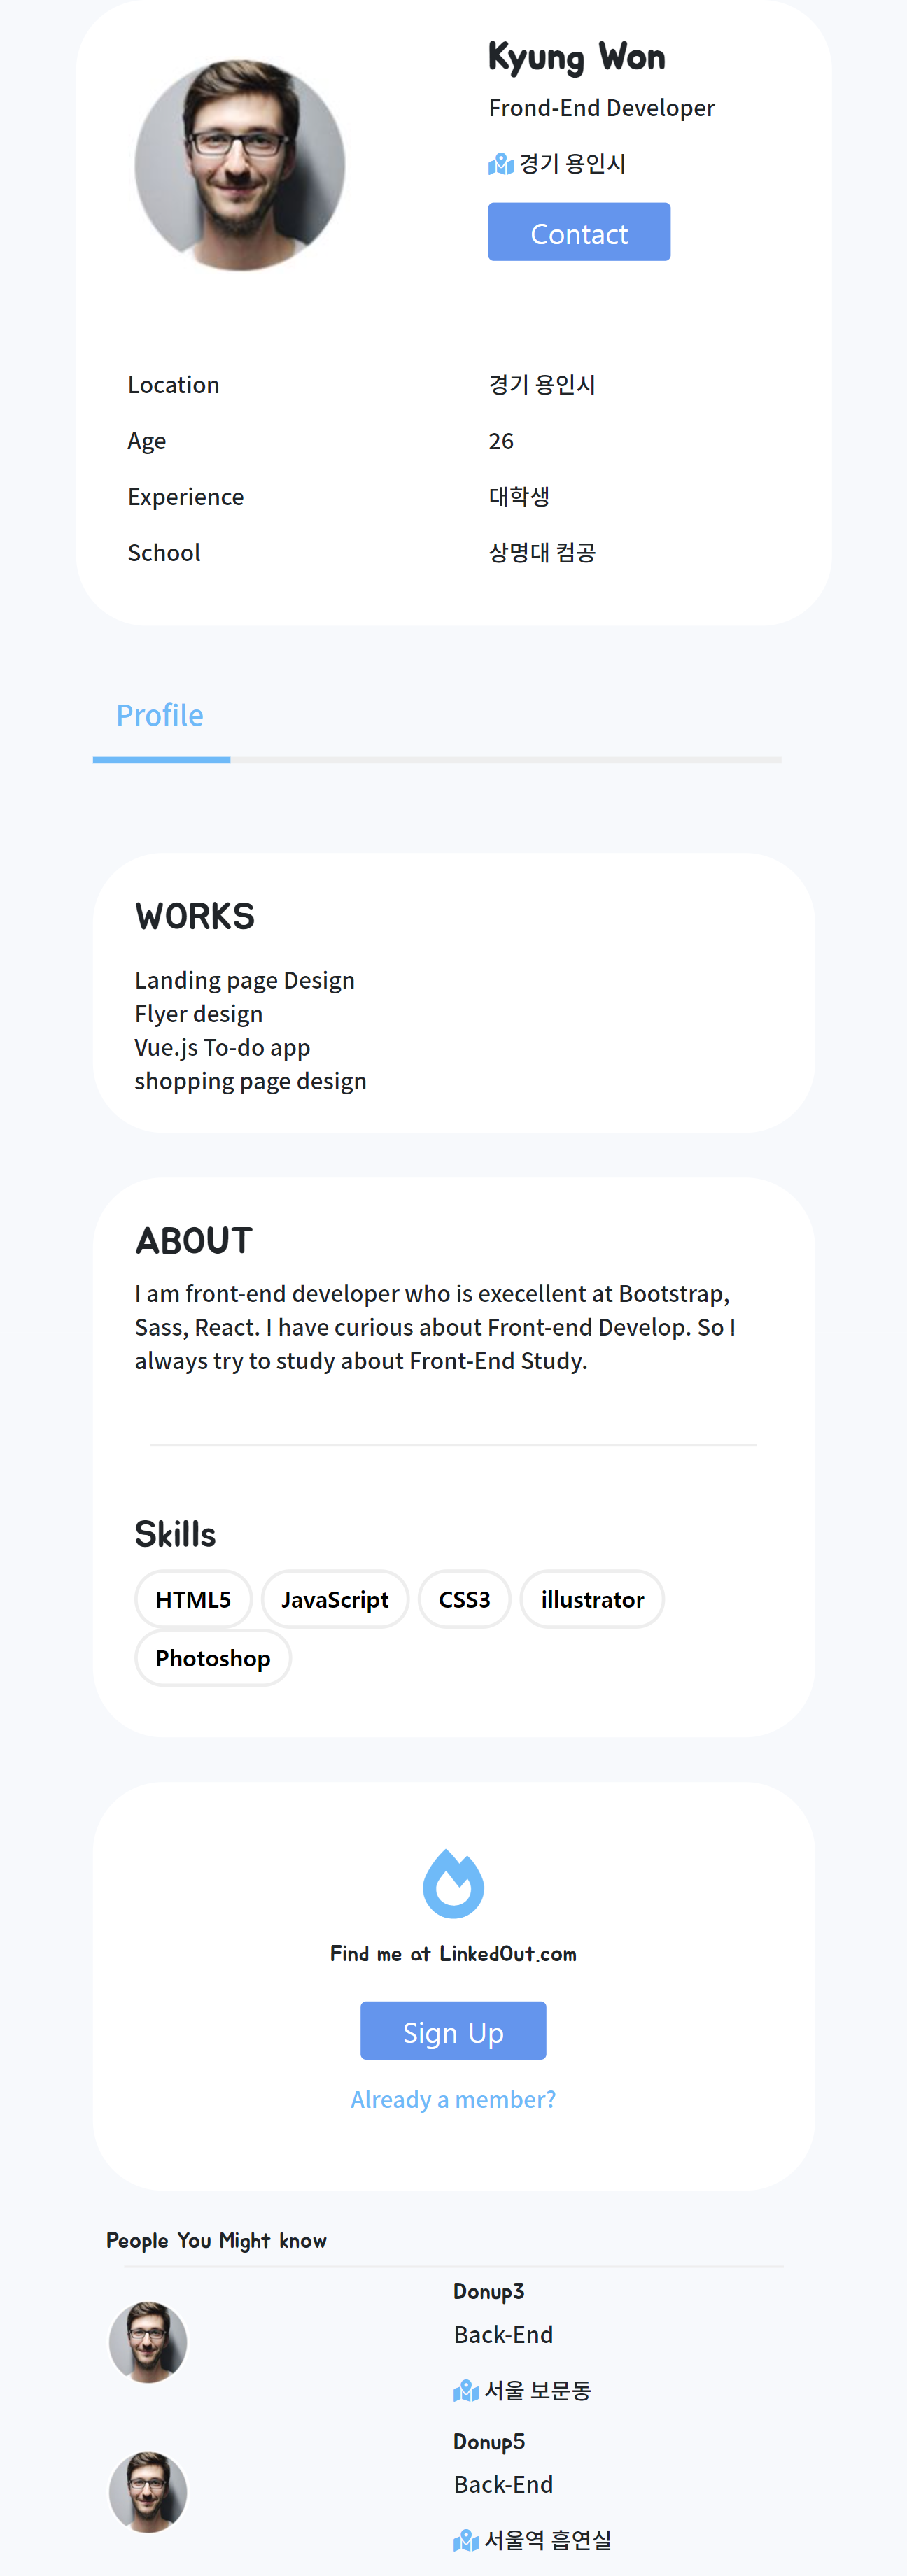 Kyung Won
Frond-End Developer
경기 용인시
Contact
Location 경기 용인시
Age 26
Experience 대학생
School 상명대 컴공
Profile
WORKS
Landing page Design
Flyer design
Vue.js To-do app
shopping page design
ABOUT
I am front-end developer who is execellent at Bootstrap,
Sass, React. I have curious about Front-end Develop. So I
always try to study about Front-End Study.
Skills
HTML5 JavaScript CSS3 illustrator
Photoshop
Find me at LinkedOut.com
Sign Up
Already a member?
People You Might know
Donup3
Back-End
서울 보문동
Donup5
Back-End
서울역 흡연실